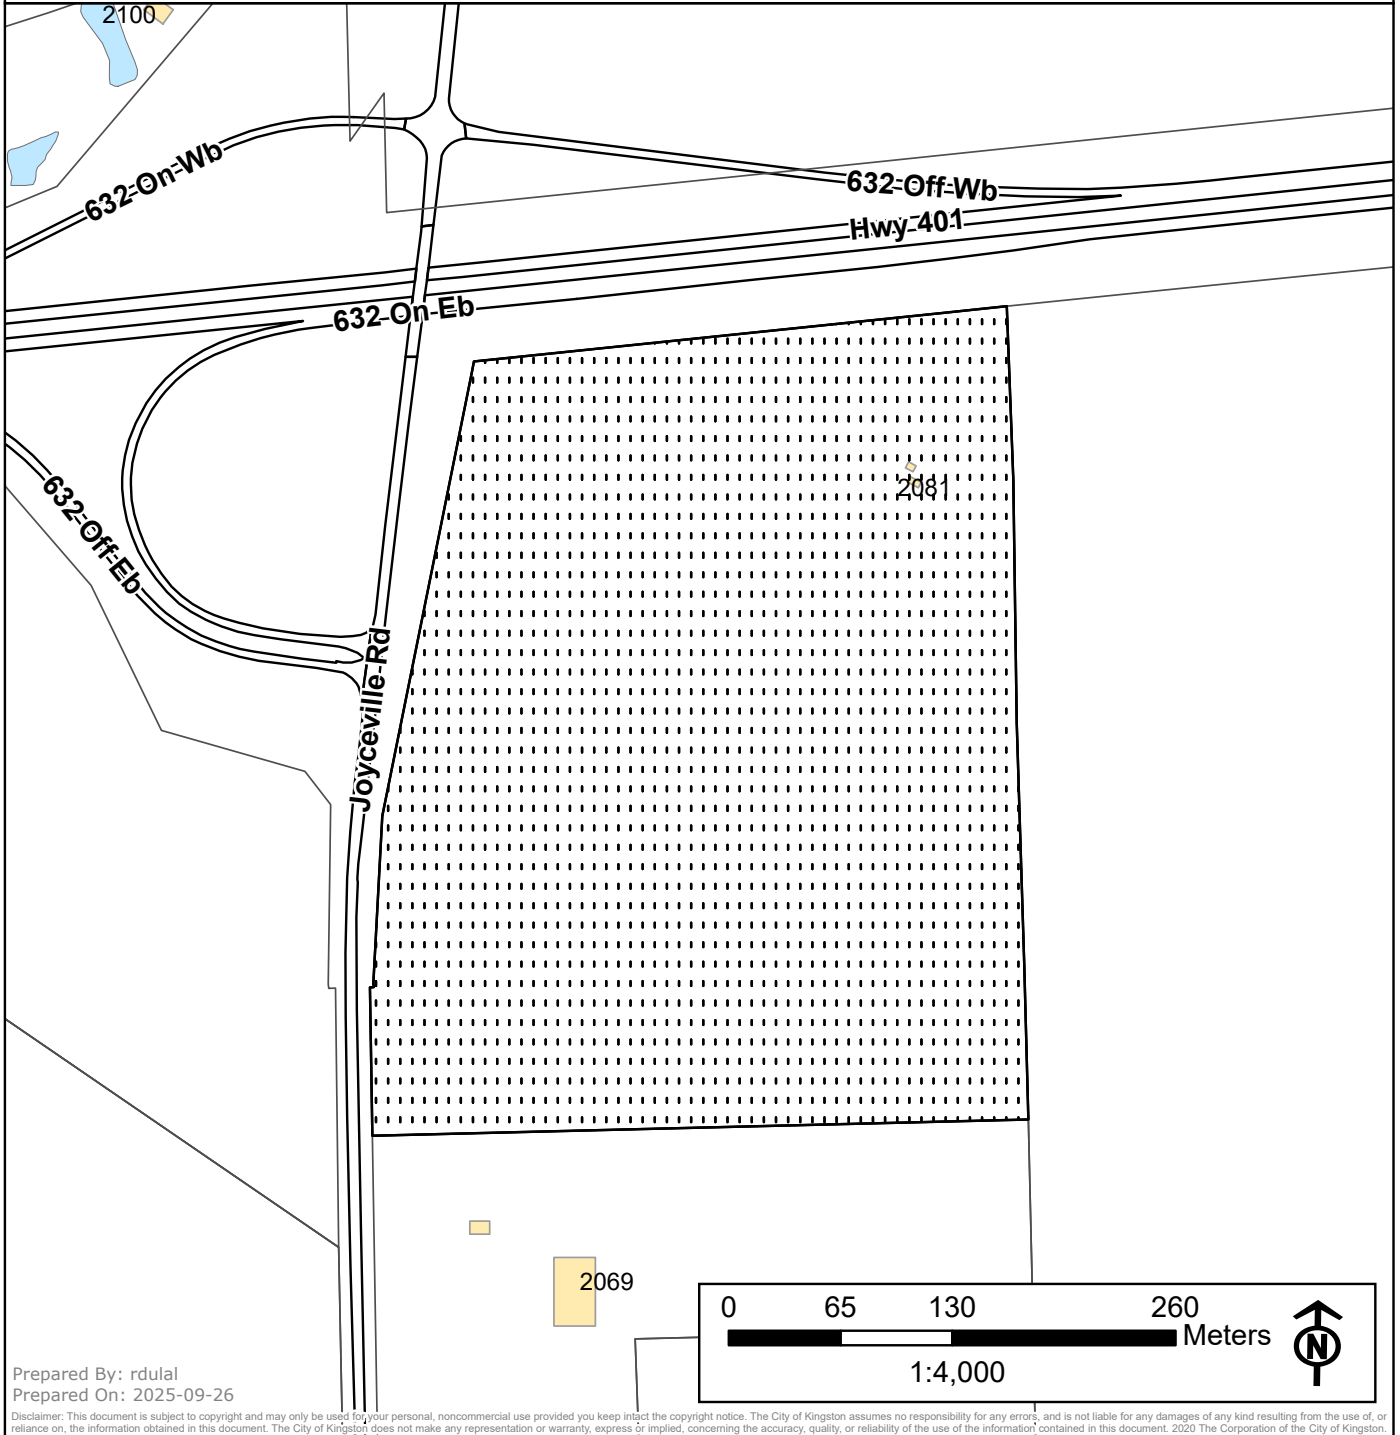 2100
632 On Wb
632 Off Wb
Hwy 401
632 On Eb
2081
632 Off Eb
Joyceville Rd
2069
0 65 130 260
Meters
1:4,000
N
Prepared By: rdulal
Prepared On: 2025-09-26
Disclaimer: This document is subject to copyright and may only be used for your personal, noncommercial use provided you keep intact the copyright notice. The City of Kingston assumes no responsibility for any errors, and is not liable for any damages of any kind resulting from the use of, or
reliance on, the information obtained in this document. The City of Kingston does not make any representation or warranty, express or implied, concerning the accuracy, quality, or reliability of the use of the information contained in this document. 2020 The Corporation of the City of Kingston.